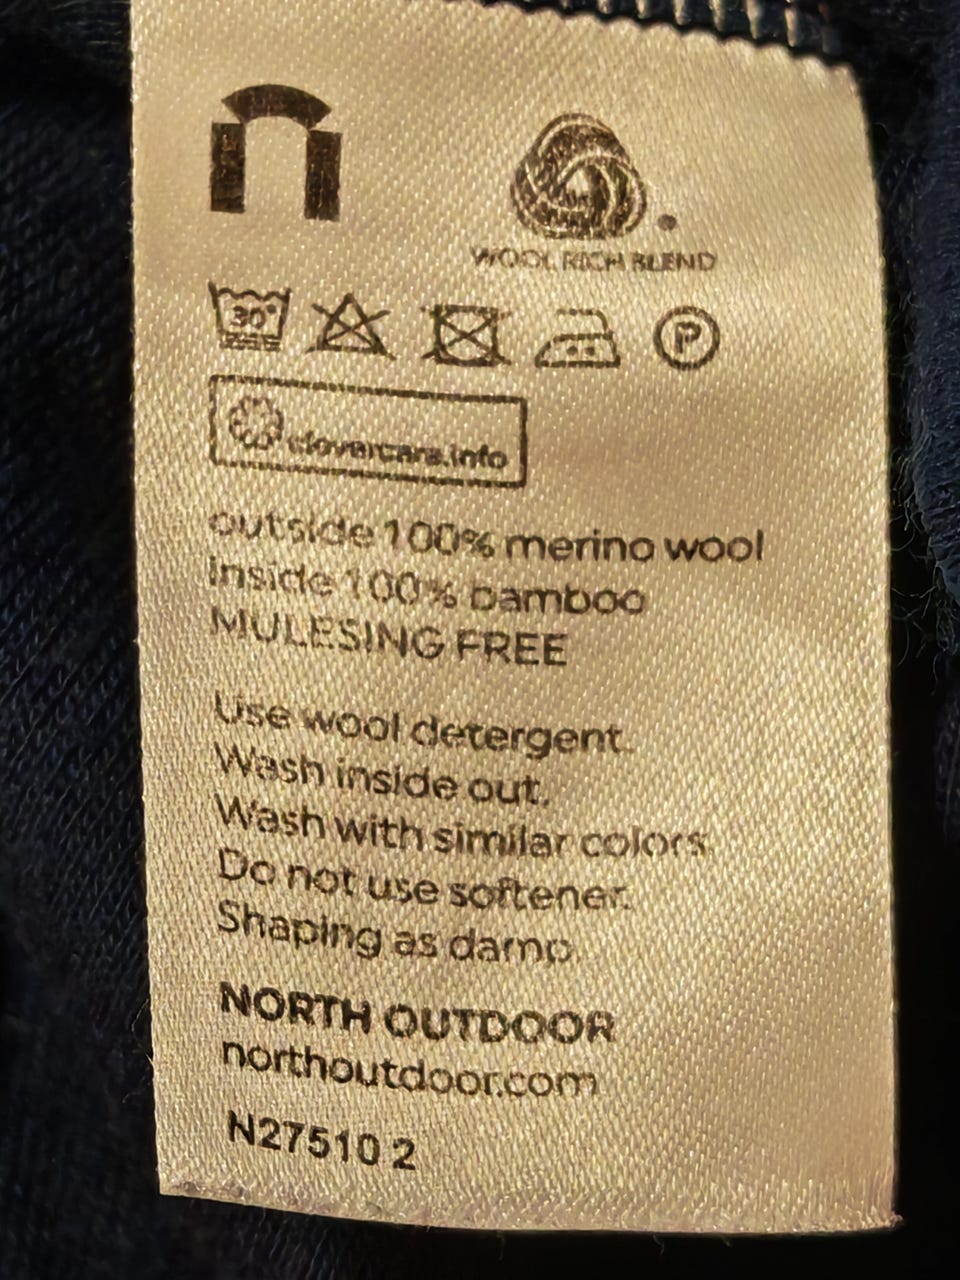 WOOL RICH BLEND
30°
P
clevercare.info
outside 100% merino wool
inside 100% bamboo
MULESING FREE
Use wool detergent.
Wash inside out.
Wash with similar colors.
Do not use softener.
Shaping as damp.
NORTH OUTDOOR
northoutdoor.com
N27510 2